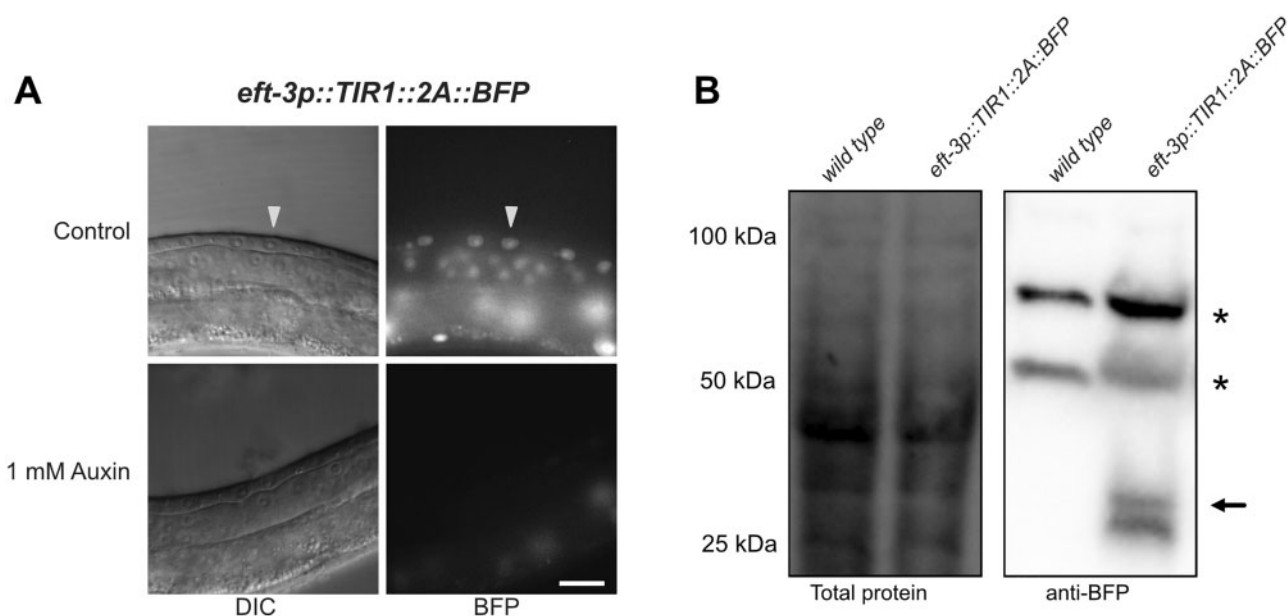 A
eft-3p::TIR1::2A::BFP
Control
1 mM Auxin
DIC
BFP
B
wild type
eft-3p::TIR1::2A::BFP
wild type
eft-3p::TIR1::2A::BFP
100 kDa
50 kDa
25 kDa
*
*
Total protein
anti-BFP